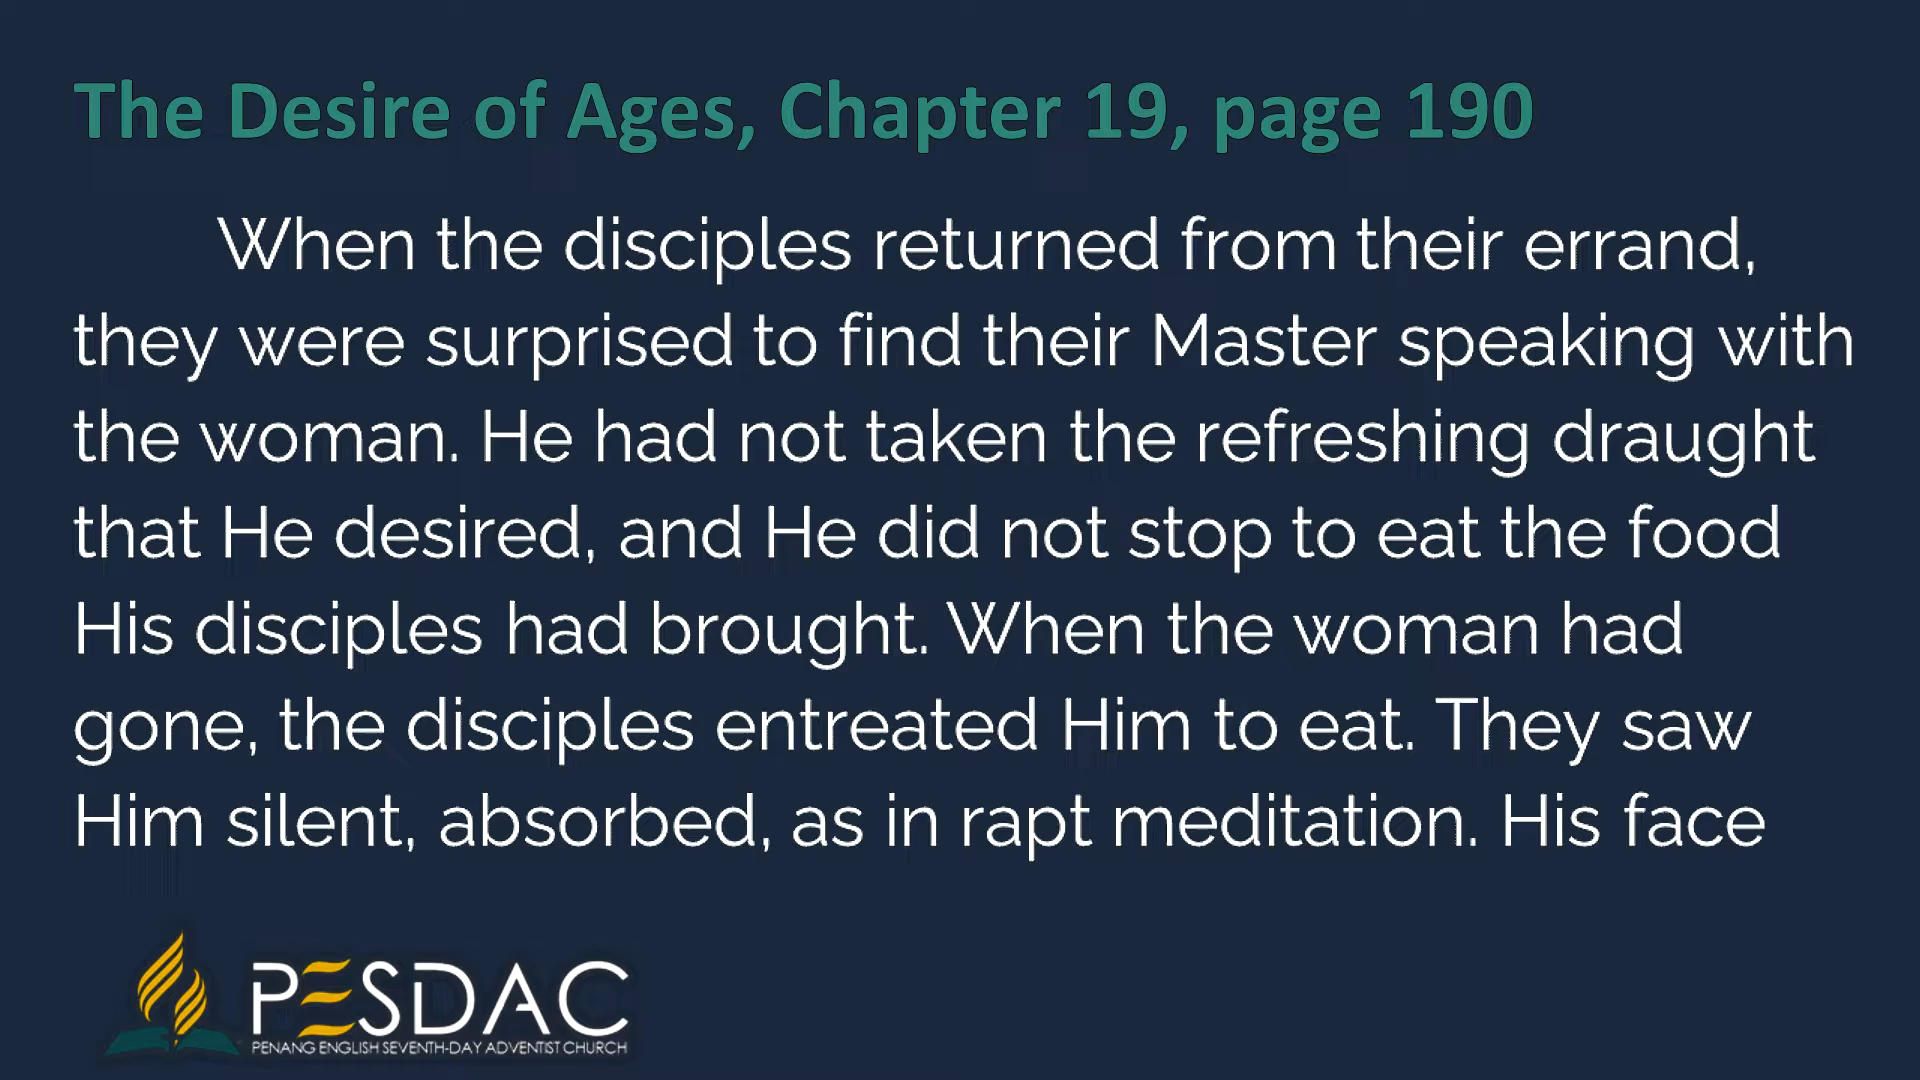 The Desire of Ages, Chapter 19, page 190
When the disciples returned from their errand,
they were surprised to find their Master speaking with
the woman. He had not taken the refreshing draught
that He desired, and He did not stop to eat the food
His disciples had brought. When the woman had
gone, the disciples entreated Him to eat. They saw
Him silent, absorbed, as in rapt meditation. His face
PESDAC
PENANG ENGLISH SEVENTH-DAY ADVENTIST CHURCH